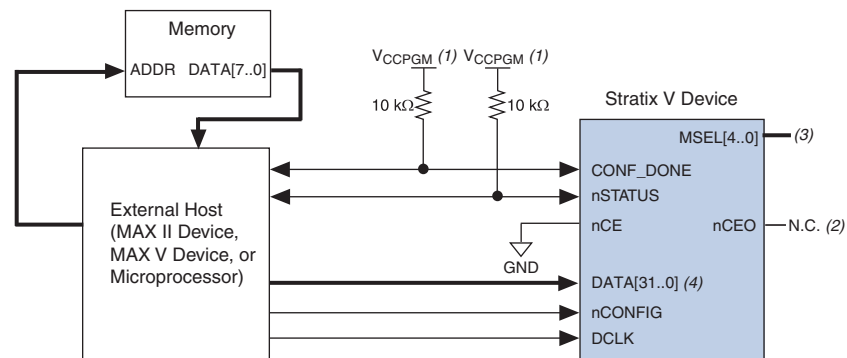 Memory
ADDR DATA[7..0]
VCCPGM (1) VCCPGM (1)
10 kΩ 10 kΩ
Stratix V Device
MSEL[4..0] (3)
CONF_DONE
nSTATUS
nCE nCEO N.C. (2)
GND
External Host
(MAX II Device,
MAX V Device, or
Microprocessor)
DATA[31..0] (4)
nCONFIG
DCLK